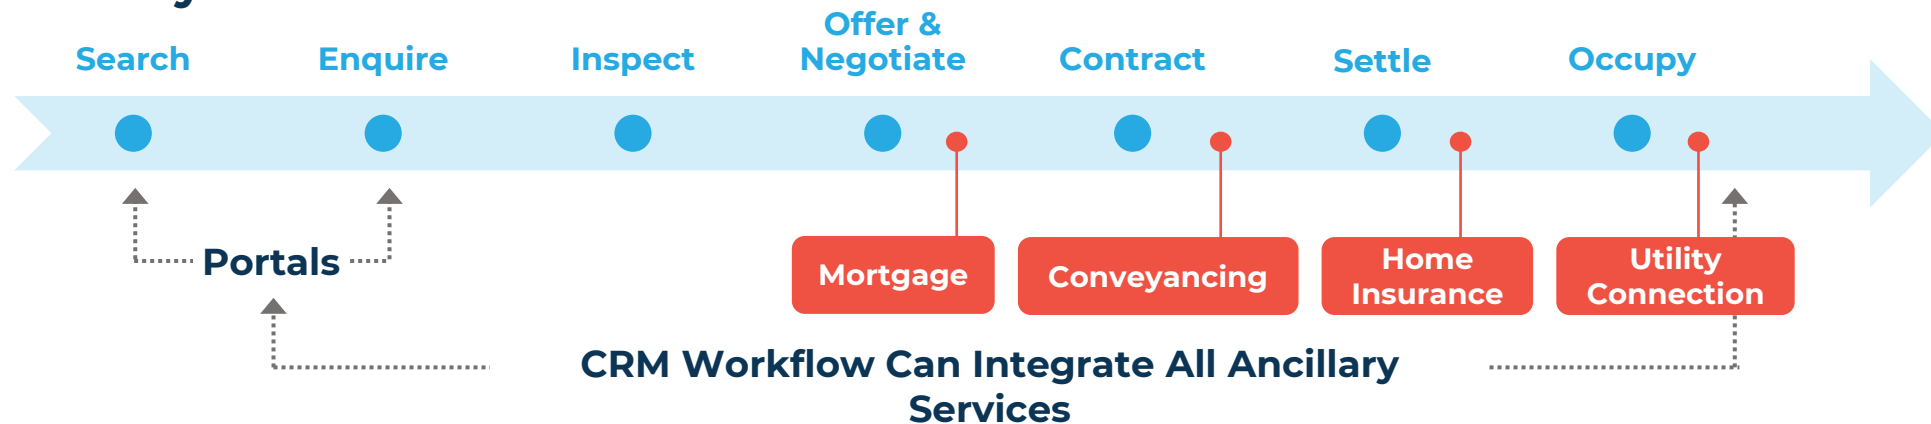 Search
Enquire
Inspect
Offer &
Negotiate
Contract
Settle
Occupy
Portals
Mortgage
Conveyancing
Home
Insurance
Utility
Connection
CRM Workflow Can Integrate All Ancillary
Services